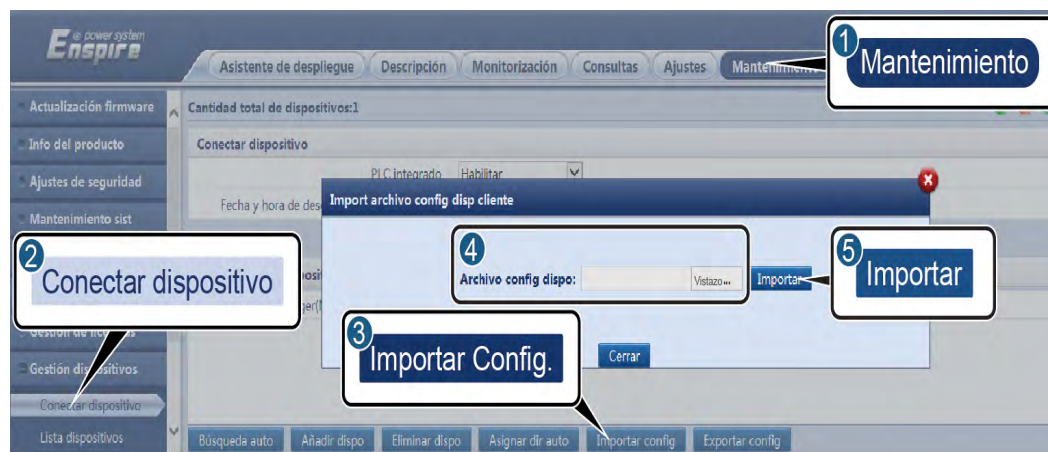 e power system
Enspire
Asistente de despliegue
Descripción
Monitorización
Consultas
Ajustes
Mantenimiento
1
Mantenimiento
Actualización firmware
Info del producto
Ajustes de seguridad
Mantenimiento sist
Gestión dispositivos
Conectar dispositivo
Lista dispositivos
2
Conectar dispositivo
Cantidad total de dispositivos:1
Conectar dispositivo
PLC integrado
Habilitar
Fecha y hora de des
Import archivo config disp cliente
4
Archivo config dispo:
Vistazo...
Importar
5
Importar
3
Importar Config.
Cerrar
Búsqueda auto
Añadir dispo
Eliminar dispo
Asignar dir auto
Importar config
Exportar config